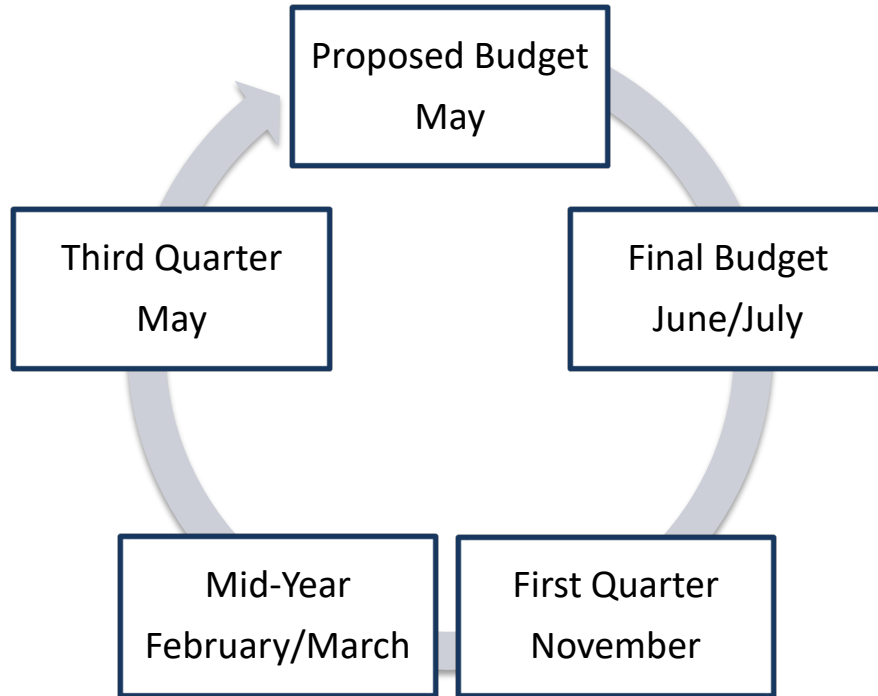 Proposed Budget
May
Final Budget
June/July
First Quarter
November
Mid-Year
February/March
Third Quarter
May